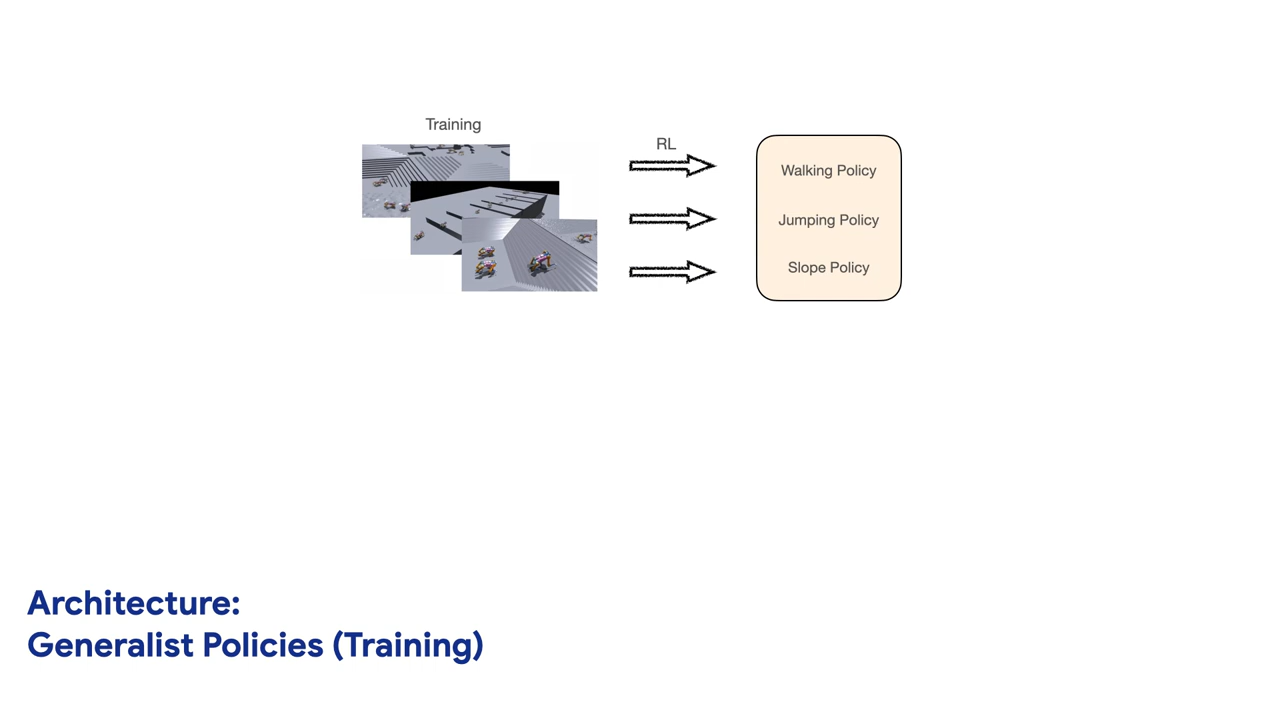 Training
RL
Walking Policy
Jumping Policy
Slope Policy
Architecture:
Generalist Policies (Training)